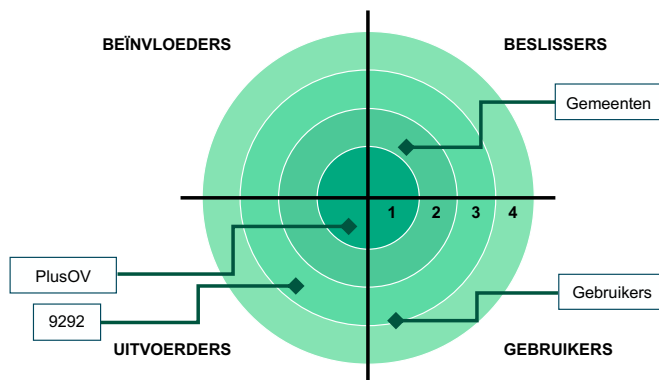 BEÏNVLOEDERS
BESLISSERS
Gemeenten
1 2 3 4
PlusOV
Gebruikers
9292
UITVOERDERS
GEBRUIKERS